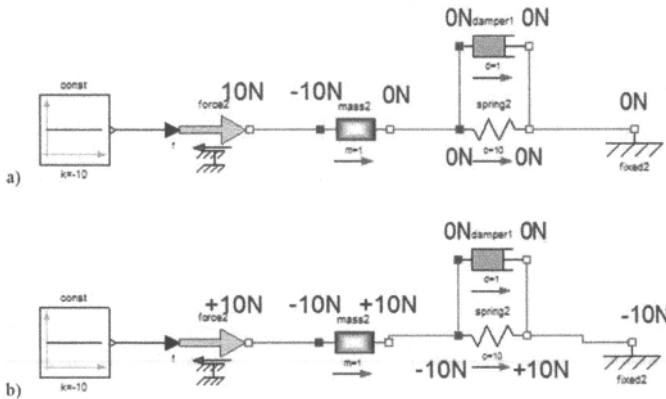 0N damper1 0N
d=1
const
10N -10N 0N
force2 mass2 spring2 0N
f
k=-10
m=1
0N c=10 0N
fixed2
a)
0N damper1 0N
d=1
const
+10N -10N +10N
force2 mass2 spring2 -10N
f
k=-10
m=1
-10N c=10 +10N
fixed2
b)